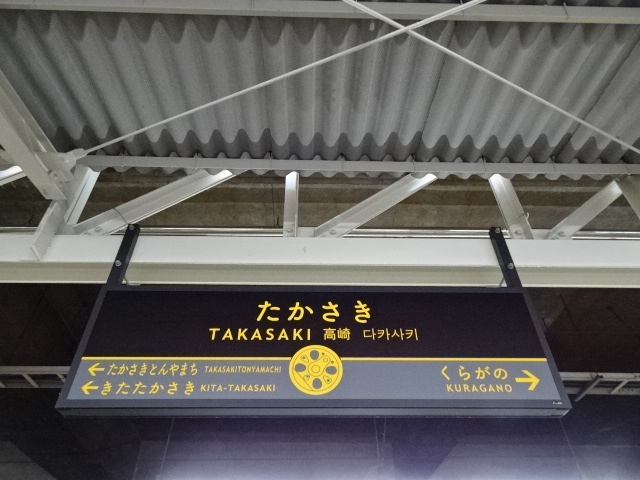 たかさき
TAKASAKI 高崎 다카사키
← たかさきとんやまち TAKASAKITONYAMACHI
← きたたかさき KITA-TAKASAKI
くらがの →
KURAGANO